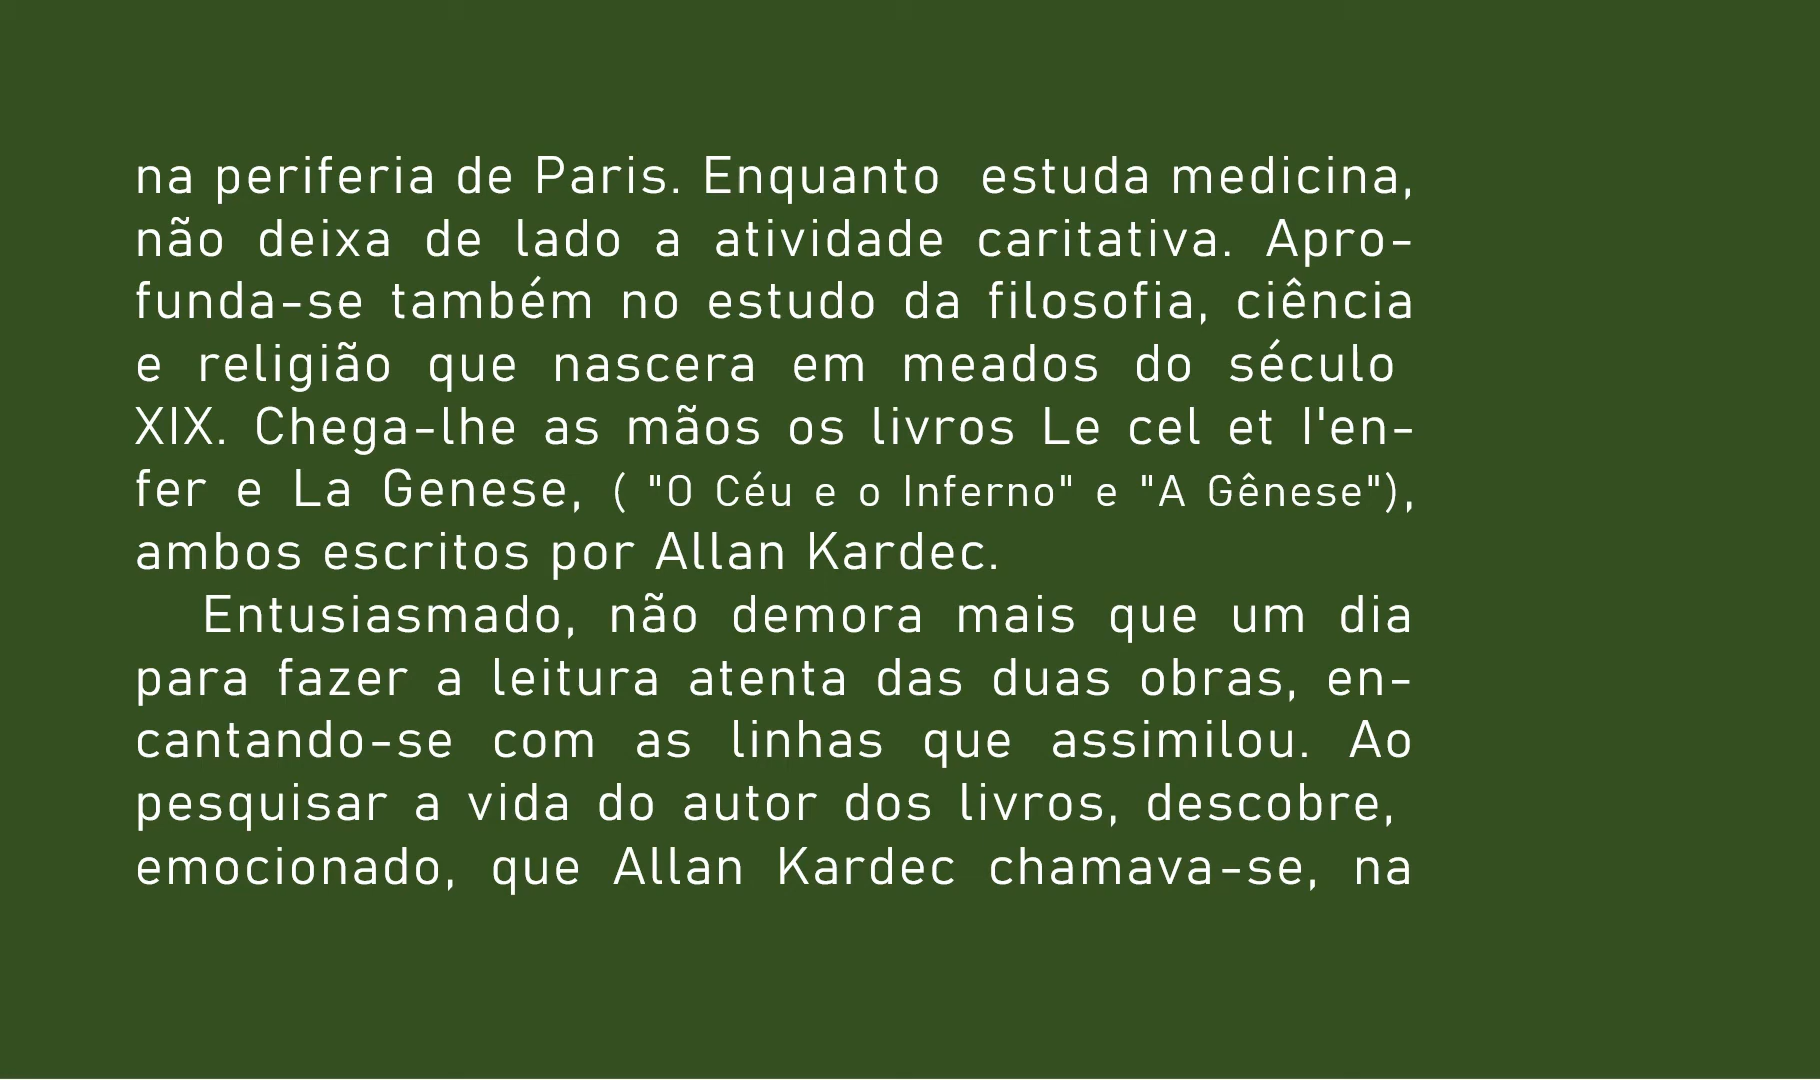 na periferia de Paris. Enquanto estuda medicina,
não deixa de lado a atividade caritativa. Apro-
funda-se também no estudo da filosofia, ciência
e religião que nascera em meados do século
XIX. Chega-lhe as mãos os livros Le cel et I'en-
fer e La Genese, ( "O Céu e o Inferno" e "A Gênese"),
ambos escritos por Allan Kardec.
Entusiasmado, não demora mais que um dia
para fazer a leitura atenta das duas obras, en-
cantando-se com as linhas que assimilou. Ao
pesquisar a vida do autor dos livros, descobre,
emocionado, que Allan Kardec chamava-se, na